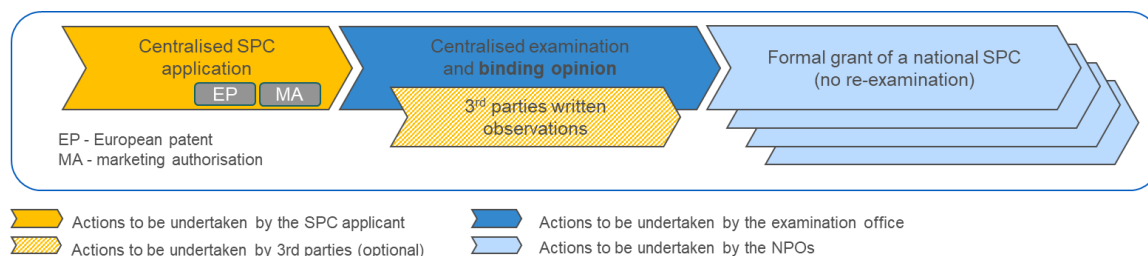 Centralised SPC
application
EP MA
Centralised examination
and binding opinion
3rd parties written
observations
Formal grant of a national SPC
(no re-examination)
EP - European patent
MA - marketing authorisation
Actions to be undertaken by the SPC applicant
Actions to be undertaken by the examination office
Actions to be undertaken by 3rd parties (optional)
Actions to be undertaken by the NPOs